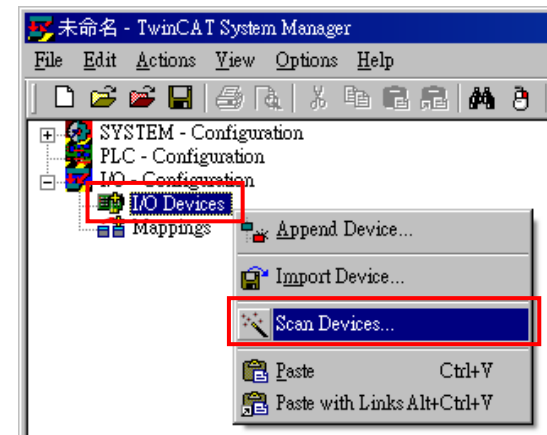 未命名 - TwinCAT System Manager
File Edit Actions View Options Help
SYSTEM - Configuration
PLC - Configuration
I/O - Configuration
I/O Devices
Mappings
Append Device...
Import Device...
Scan Devices...
Paste Ctrl+V
Paste with Links Alt+Ctrl+V